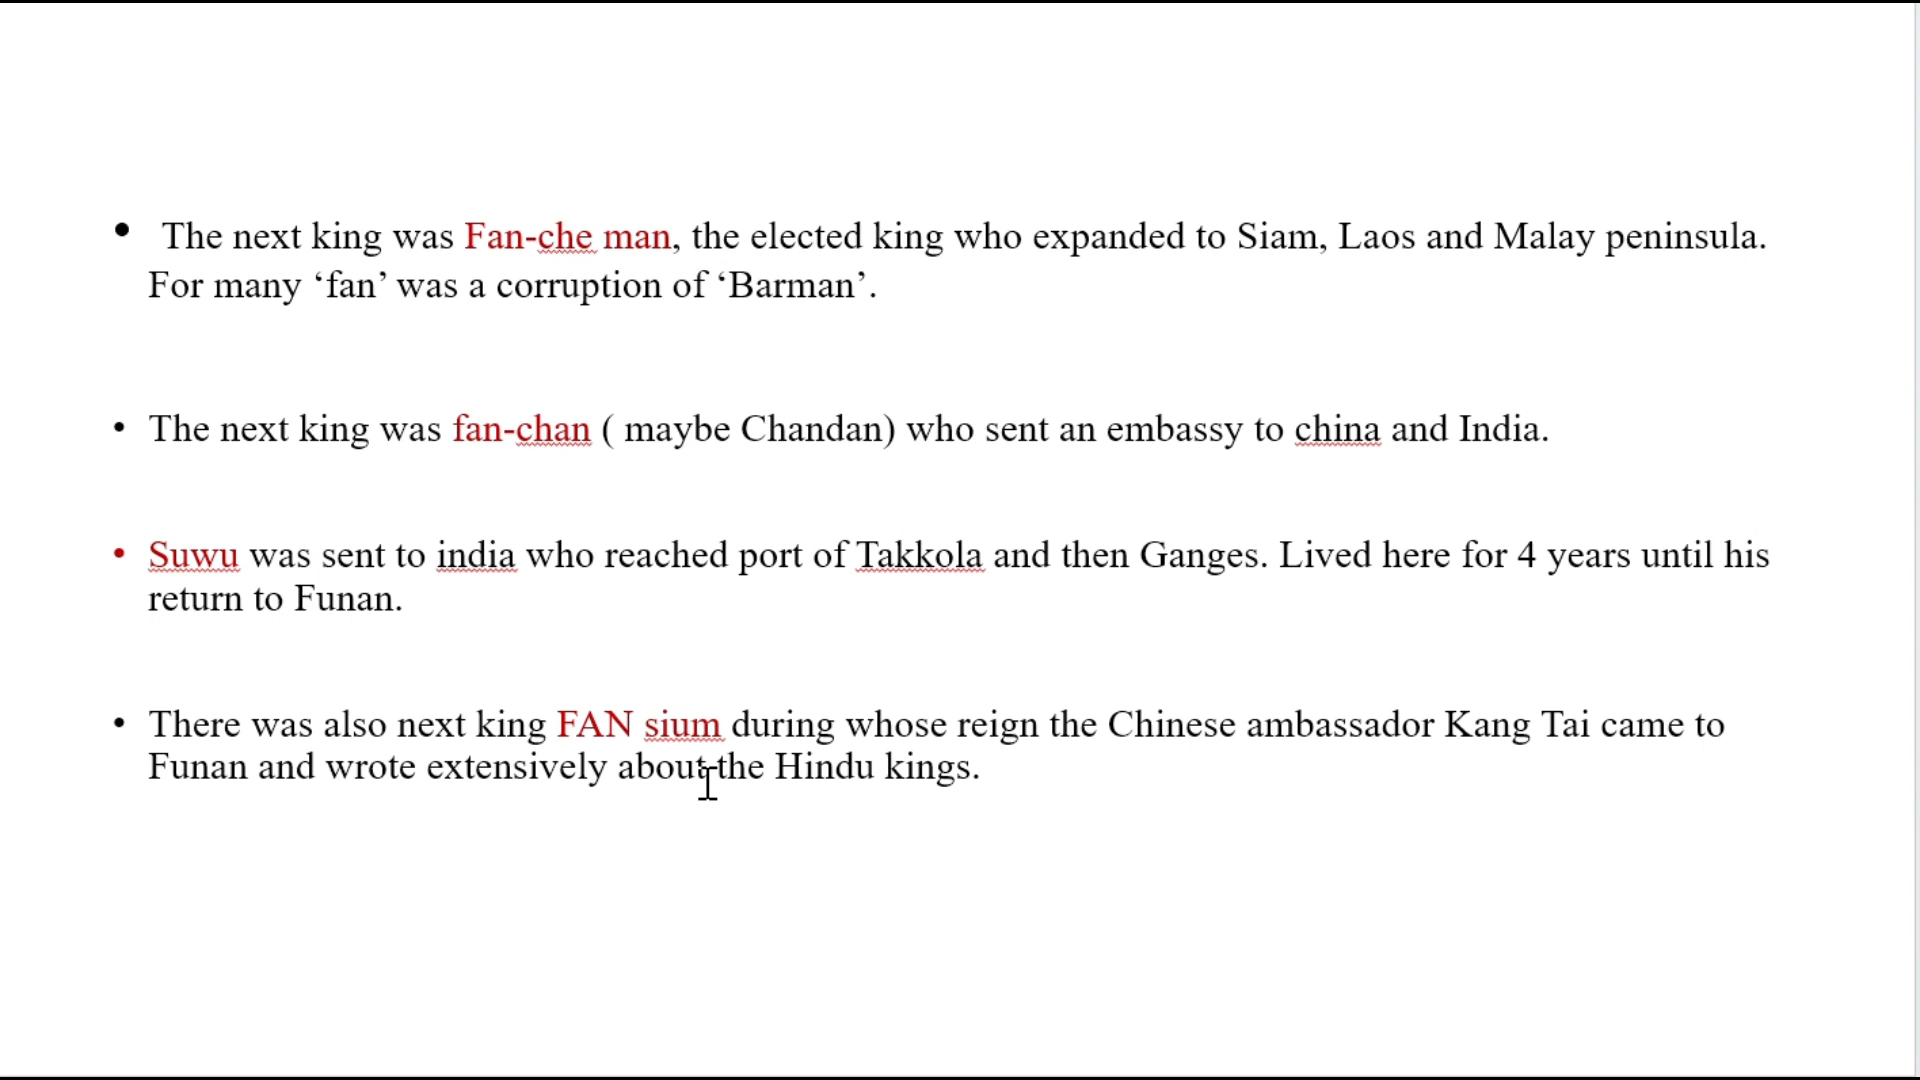 • The next king was Fan-che man, the elected king who expanded to Siam, Laos and Malay peninsula.
For many ‘fan’ was a corruption of ‘Barman’.
• The next king was fan-chan ( maybe Chandan) who sent an embassy to china and India.
• Suwu was sent to india who reached port of Takkola and then Ganges. Lived here for 4 years until his
return to Funan.
• There was also next king FAN sium during whose reign the Chinese ambassador Kang Tai came to
Funan and wrote extensively about the Hindu kings.